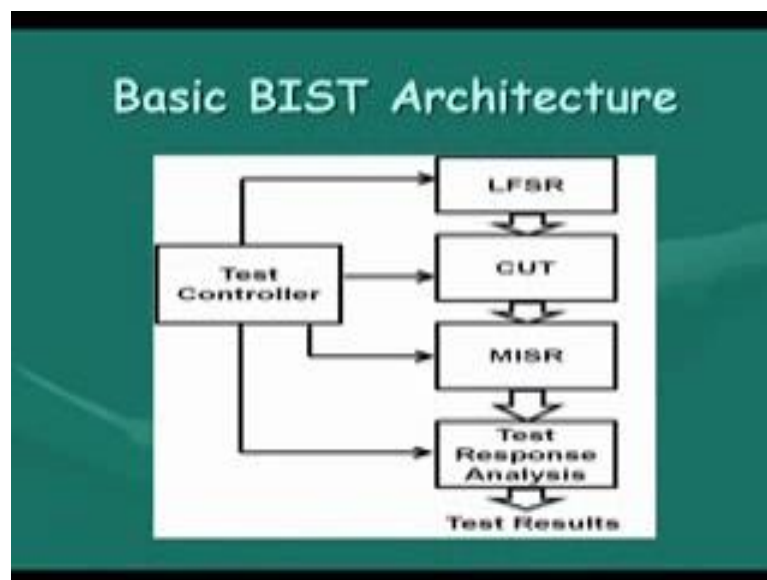 Basic BIST Architecture
LFSR
Test
Controller
CUT
MISR
Test
Response
Analysis
Test Results